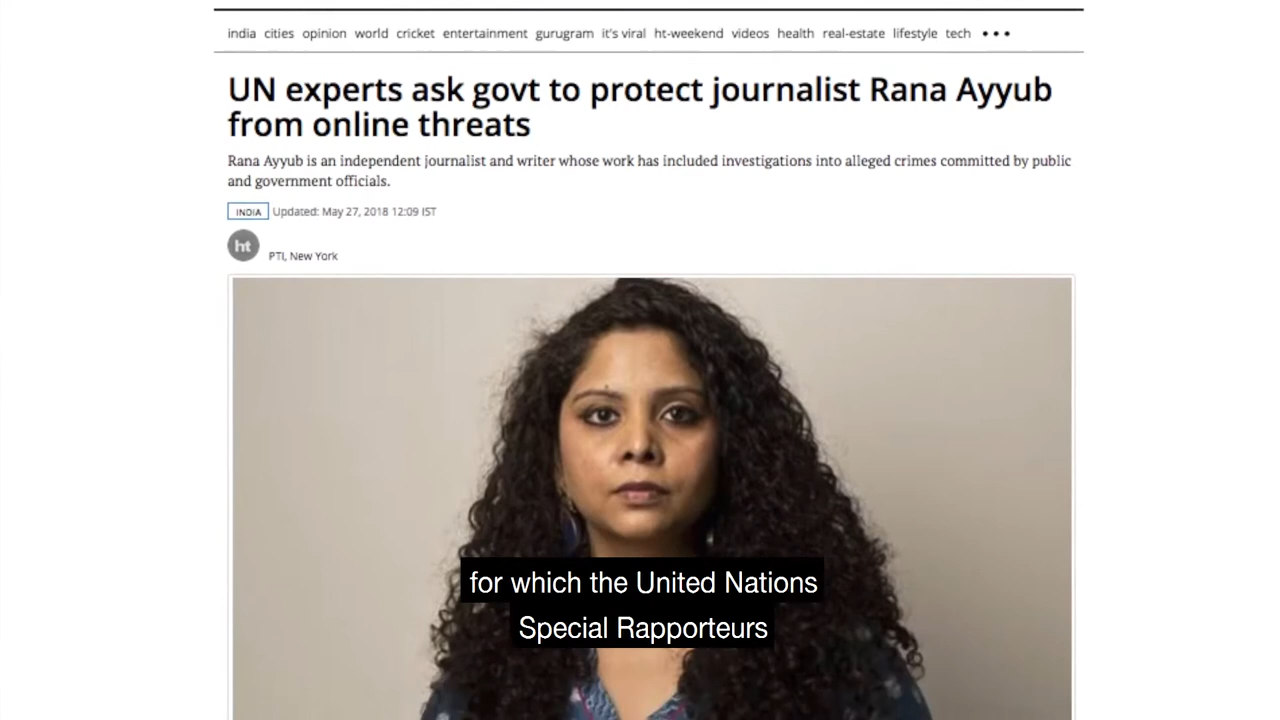 india cities opinion world cricket entertainment gurugram it's viral ht-weekend videos health real-estate lifestyle tech •••
UN experts ask govt to protect journalist Rana Ayyub
from online threats
Rana Ayyub is an independent journalist and writer whose work has included investigations into alleged crimes committed by public
and government officials.
INDIA Updated: May 27, 2018 12:09 IST
ht PTI, New York
for which the United Nations
Special Rapporteurs